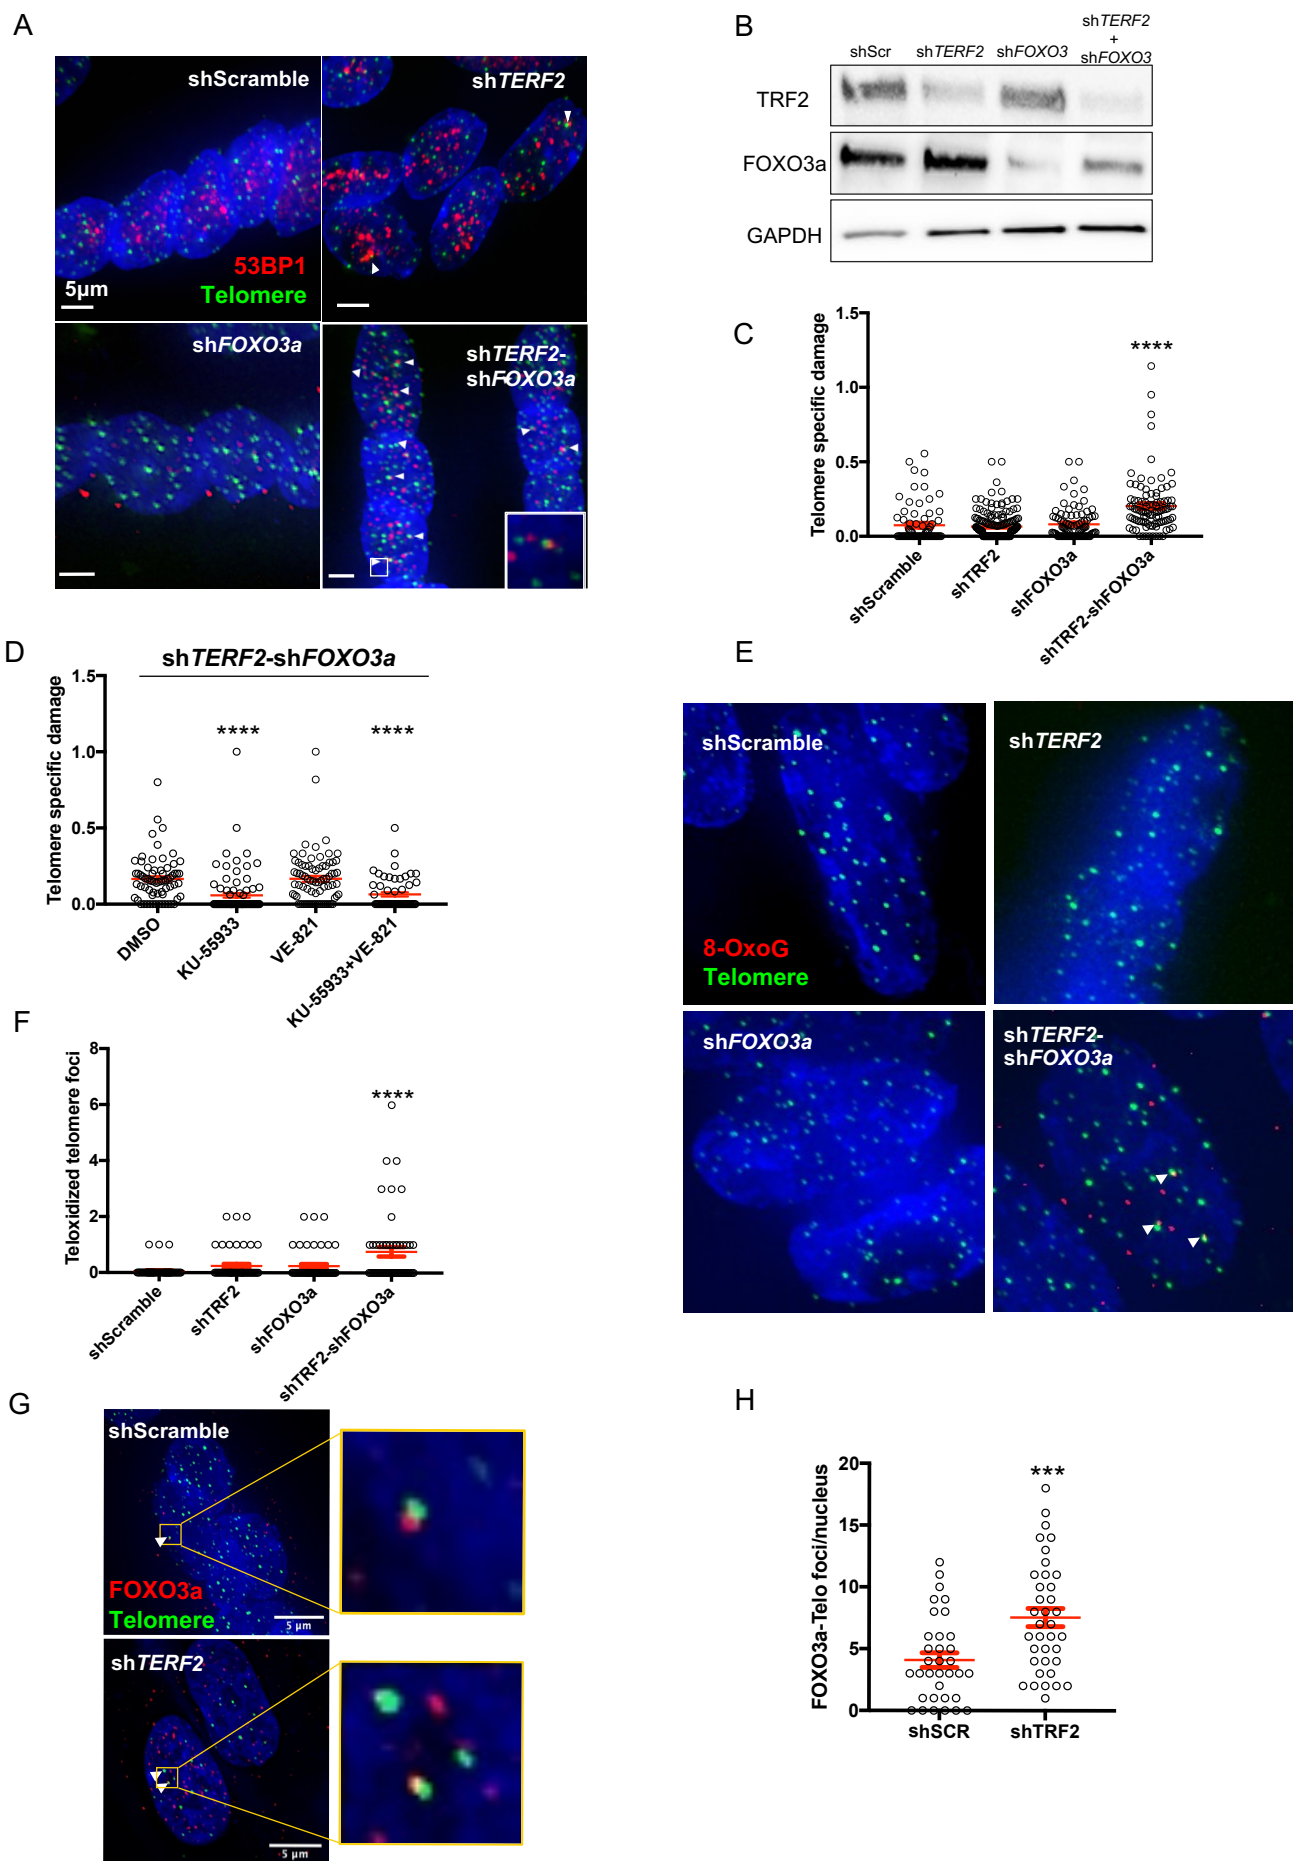 A
shScramble
shTERF2
53BP1
Telomere
5µm
shFOXO3a
shTERF2-
shFOXO3a
B
shScr
shTERF2
shFOXO3
shTERF2
+
shFOXO3
TRF2
FOXO3a
GAPDH
C
Telomere specific damage
1.5
1.0
0.5
0.0
****
shScramble
shTRF2
shFOXO3a
shTRF2-shFOXO3a
D
shTERF2-shFOXO3a
Telomere specific damage
1.5
1.0
0.5
0.0
****
****
DMSO
KU-55933
VE-821
KU-55933+VE-821
E
shScramble
shTERF2
8-OxoG
Telomere
shFOXO3a
shTERF2-
shFOXO3a
F
Teloxidized telomere foci
8
6
4
2
0
****
shScramble
shTRF2
shFOXO3a
shTRF2-shFOXO3a
G
shScramble
FOXO3a
Telomere
5 µm
shTERF2
5 µm
H
FOXO3a-Telo foci/nucleus
20
15
10
5
0
***
shSCR
shTRF2